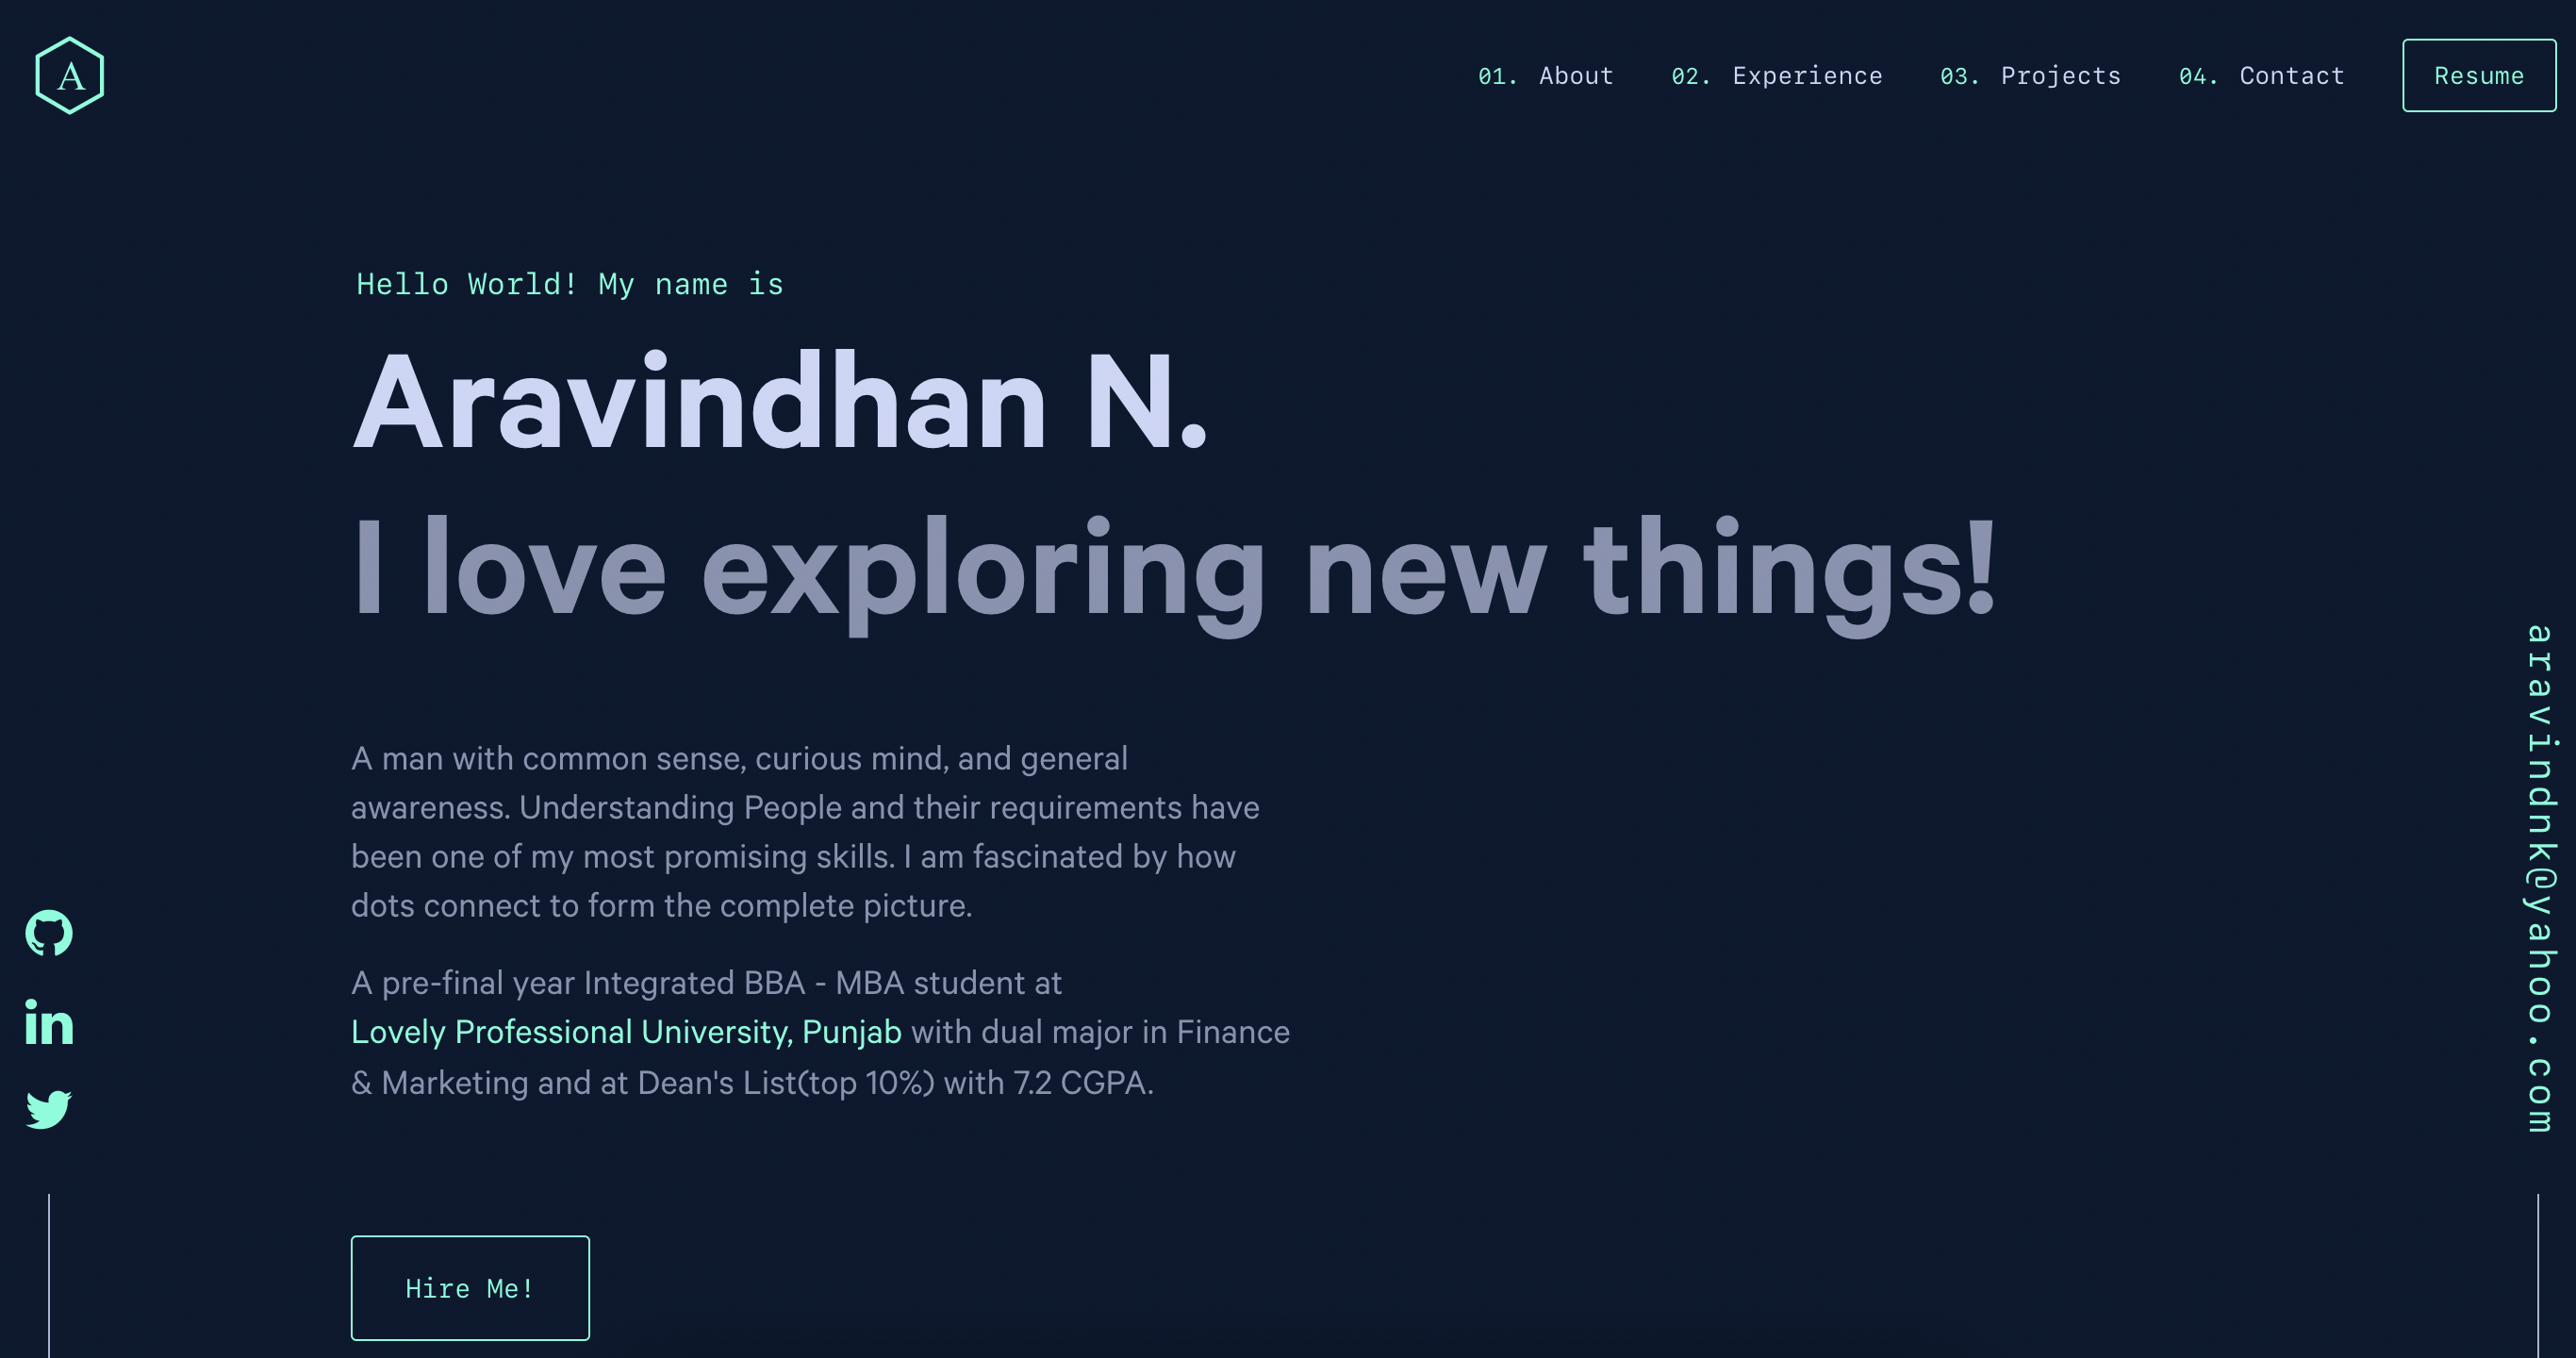 A
01. About 02. Experience 03. Projects 04. Contact Resume
Hello World! My name is
Aravindhan N.
I love exploring new things!
A man with common sense, curious mind, and general
awareness. Understanding People and their requirements have
been one of my most promising skills. I am fascinated by how
dots connect to form the complete picture.
A pre-final year Integrated BBA - MBA student at
Lovely Professional University, Punjab with dual major in Finance
& Marketing and at Dean's List(top 10%) with 7.2 CGPA.
Hire Me!
in
aravindnk@yahoo.com